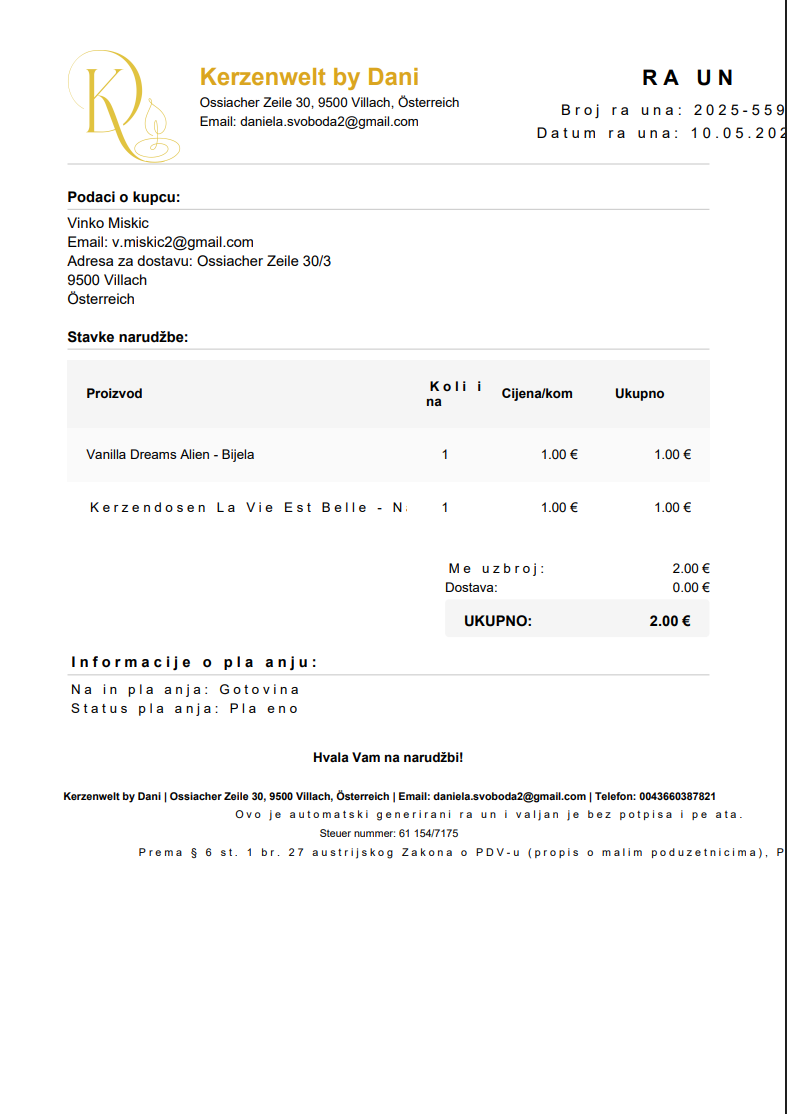 Kerzenwelt by Dani
Ossiacher Zeile 30, 9500 Villach, Österreich
Email: daniela.svoboda2@gmail.com
RA UN
Broj ra una: 2025-559
Datum ra una: 10.05.202
Podaci o kupcu:
Vinko Miskic
Email: v.miskic2@gmail.com
Adresa za dostavu: Ossiacher Zeile 30/3
9500 Villach
Österreich
Stavke narudžbe:
Proizvod Koli i na Cijena/kom Ukupno
Vanilla Dreams Alien - Bijela 1 1.00 € 1.00 €
Kerzendosen La Vie Est Belle - N 1 1.00 € 1.00 €
Me uzbroj: 2.00 €
Dostava: 0.00 €
UKUPNO: 2.00 €
Informacije o pla anju:
Na in pla anja: Gotovina
Status pla anja: Pla eno
Hvala Vam na narudžbi!
Kerzenwelt by Dani | Ossiacher Zeile 30, 9500 Villach, Österreich | Email: daniela.svoboda2@gmail.com | Telefon: 0043660387821
Ovo je automatski generirani ra un i valjan je bez potpisa i pe ata.
Steuer nummer: 61 154/7175
Prema § 6 st. 1 br. 27 austrijskog Zakona o PDV-u (propis o malim poduzetnicima), P